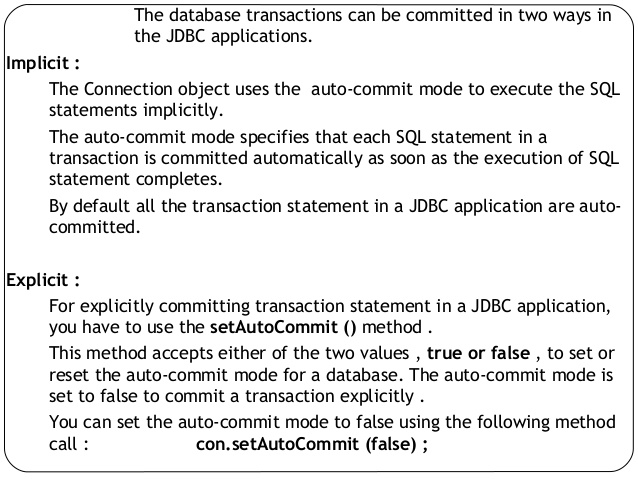 The database transactions can be committed in two ways in
the JDBC applications.
Implicit :
The Connection object uses the auto-commit mode to execute the SQL
statements implicitly.
The auto-commit mode specifies that each SQL statement in a
transaction is committed automatically as soon as the execution of SQL
statement completes.
By default all the transaction statement in a JDBC application are auto-
committed.
Explicit :
For explicitly committing transaction statement in a JDBC application,
you have to use the setAutoCommit () method .
This method accepts either of the two values , true or false , to set or
reset the auto-commit mode for a database. The auto-commit mode is
set to false to commit a transaction explicitly .
You can set the auto-commit mode to false using the following method
call : con.setAutoCommit (false) ;